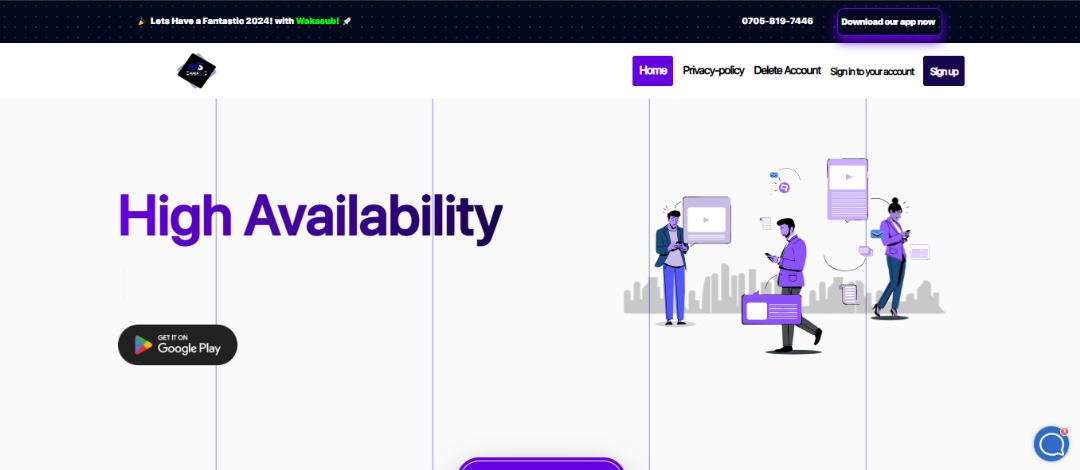 🎉 Lets Have a Fantastic 2024! with Wakasub! 🚀
0705-819-7446
Download our app now
Home
Privacy-policy
Delete Account
Sign in to your account
Sign up
High Availability
GET IT ON
Google Play